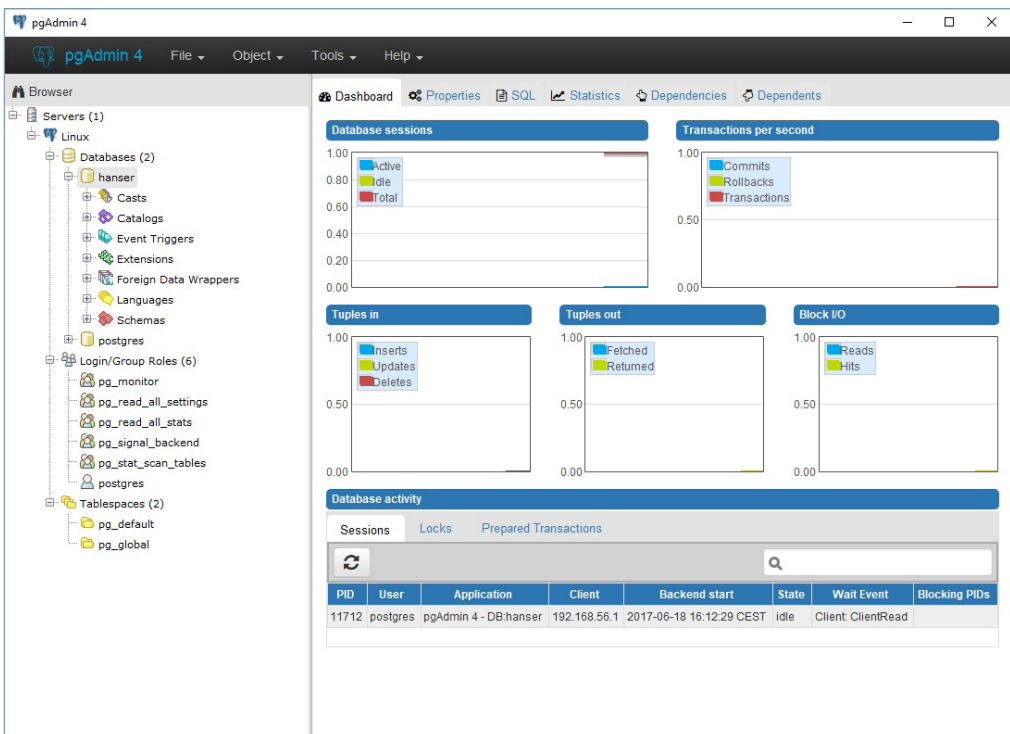 pgAdmin 4
pgAdmin 4 File Object Tools Help
Browser
Servers (1)
Linux
Databases (2)
hanser
Casts
Catalogs
Event Triggers
Extensions
Foreign Data Wrappers
Languages
Schemas
postgres
Login/Group Roles (6)
pg_monitor
pg_read_all_settings
pg_read_all_stats
pg_signal_backend
pg_stat_scan_tables
postgres
Tablespaces (2)
pg_default
pg_global
Dashboard Properties SQL Statistics Dependencies Dependents
Database sessions
1.00
0.80
0.60
0.40
0.20
0.00
Active
Idle
Total
Transactions per second
1.00
0.50
0.00
Commits
Rollbacks
Transactions
Tuples in
1.00
0.50
0.00
Inserts
Updates
Deletes
Tuples out
1.00
0.50
0.00
Fetched
Returned
Block I/O
1.00
0.50
0.00
Reads
Hits
Database activity
Sessions Locks Prepared Transactions
PID User Application Client Backend start State Wait Event Blocking PIDs
11712 postgres pgAdmin 4 - DB:hanser 192.168.56.1 2017-06-18 16:12:29 CEST idle Client: ClientRead